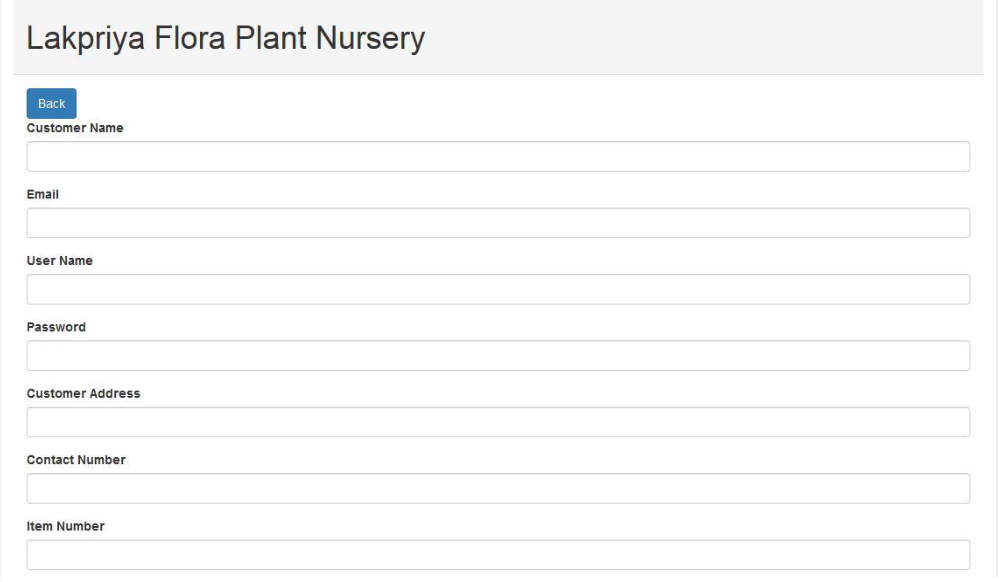 Lakpriya Flora Plant Nursery
Back
Customer Name
Email
User Name
Password
Customer Address
Contact Number
Item Number